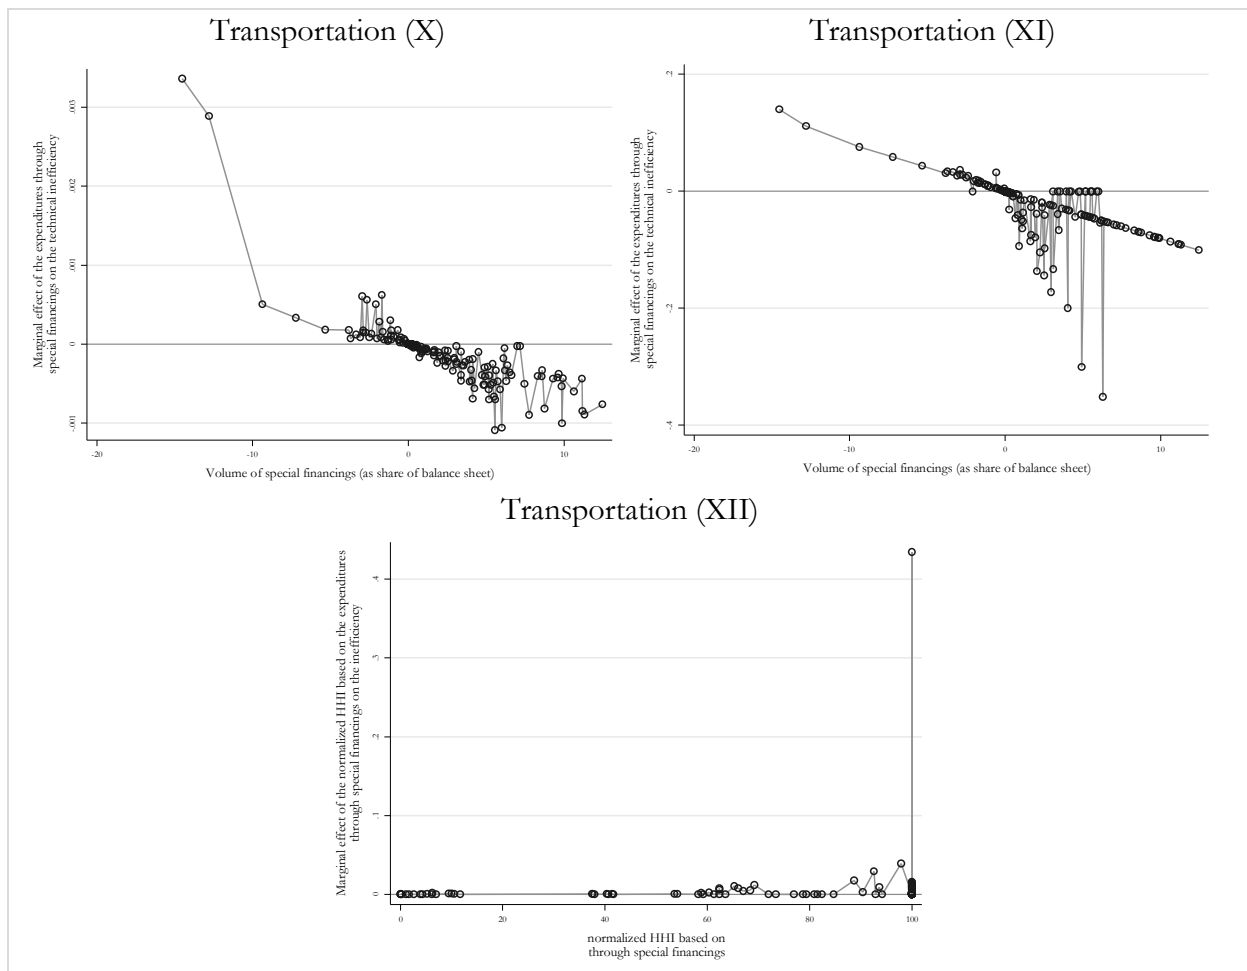 Transportation (X)
Marginal effect of the expenditures through
special financings on the technical inefficiency
.003
.002
.001
0
-.001
-20
-10
0
10
Volume of special financings (as share of balance sheet)
Transportation (XI)
Marginal effect of the expenditures through
special financings on the technical inefficiency
.2
0
-.2
-.4
-20
-10
0
10
Volume of special financings (as share of balance sheet)
Transportation (XII)
Marginal effect of the normalized HHI based on the expenditures
through special financings on the inefficiency
.4
.3
.2
.1
0
0
20
40
60
80
100
normalized HHI based on
through special financings